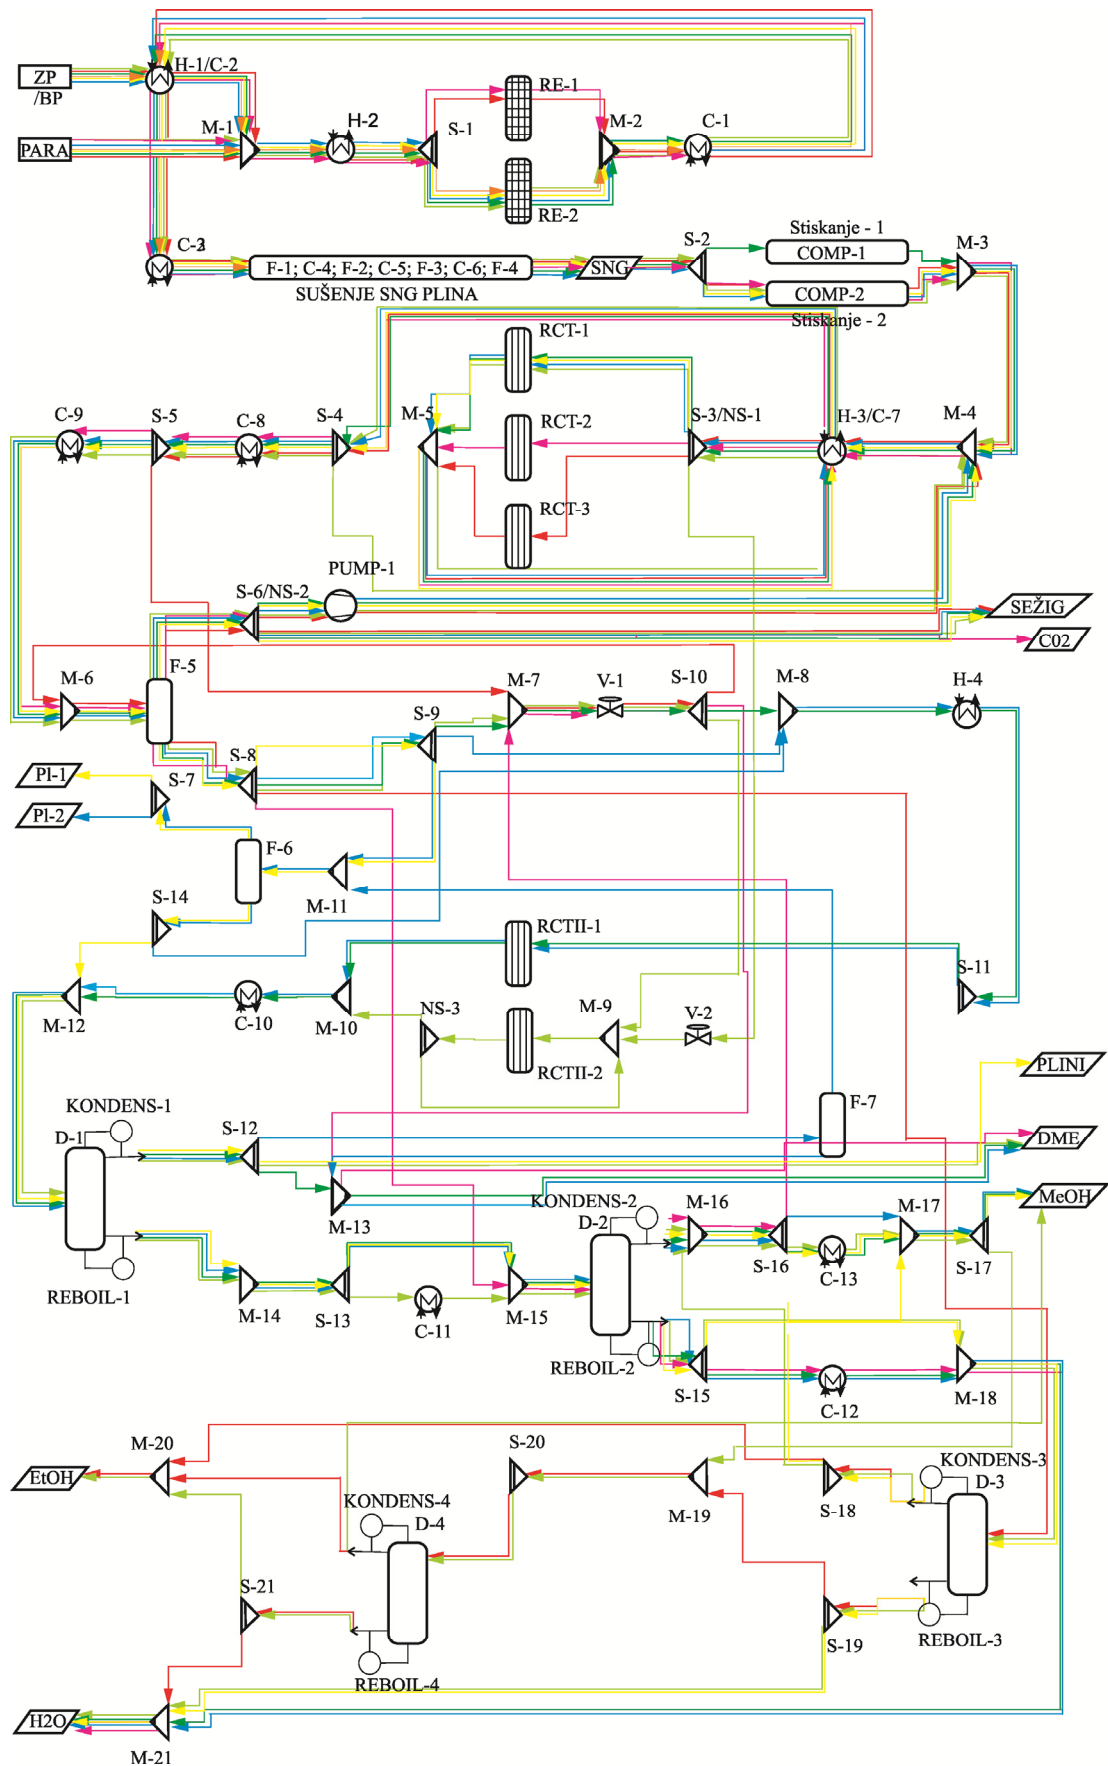 ZP
/BP
H-1/C-2
PARA
M-1
H-2
S-1
RE-1
RE-2
M-2
C-1
F-1; C-4; F-2; C-5; F-3; C-6; F-4
SUŠENJE SNG PLINA
SNG
S-2
Stiskanje - 1
COMP-1
COMP-2
Stiskanje - 2
M-3
C-9
S-5
C-8
S-4
M-5
RCT-1
RCT-2
RCT-3
S-3/NS-1
H-3/C-7
M-4
S-6/NS-2
PUMP-1
SEŽIG
C02
M-6
F-5
S-8
S-9
M-7
V-1
S-10
M-8
H-4
Pl-1
Pl-2
S-7
F-6
M-11
S-14
RCTII-1
S-11
M-12
C-10
M-10
NS-3
RCTII-2
M-9
V-2
PLINI
F-7
KONDENS-1
D-1
S-12
DME
M-13
KONDENS-2
D-2
M-16
M-17
MeOH
REBOIL-1
M-14
S-13
C-11
M-15
S-16
C-13
S-17
REBOIL-2
S-15
C-12
M-18
M-20
EtOH
S-20
M-19
KONDENS-3
D-3
S-18
KONDENS-4
D-4
S-21
S-19
REBOIL-3
REBOIL-4
H2O
M-21